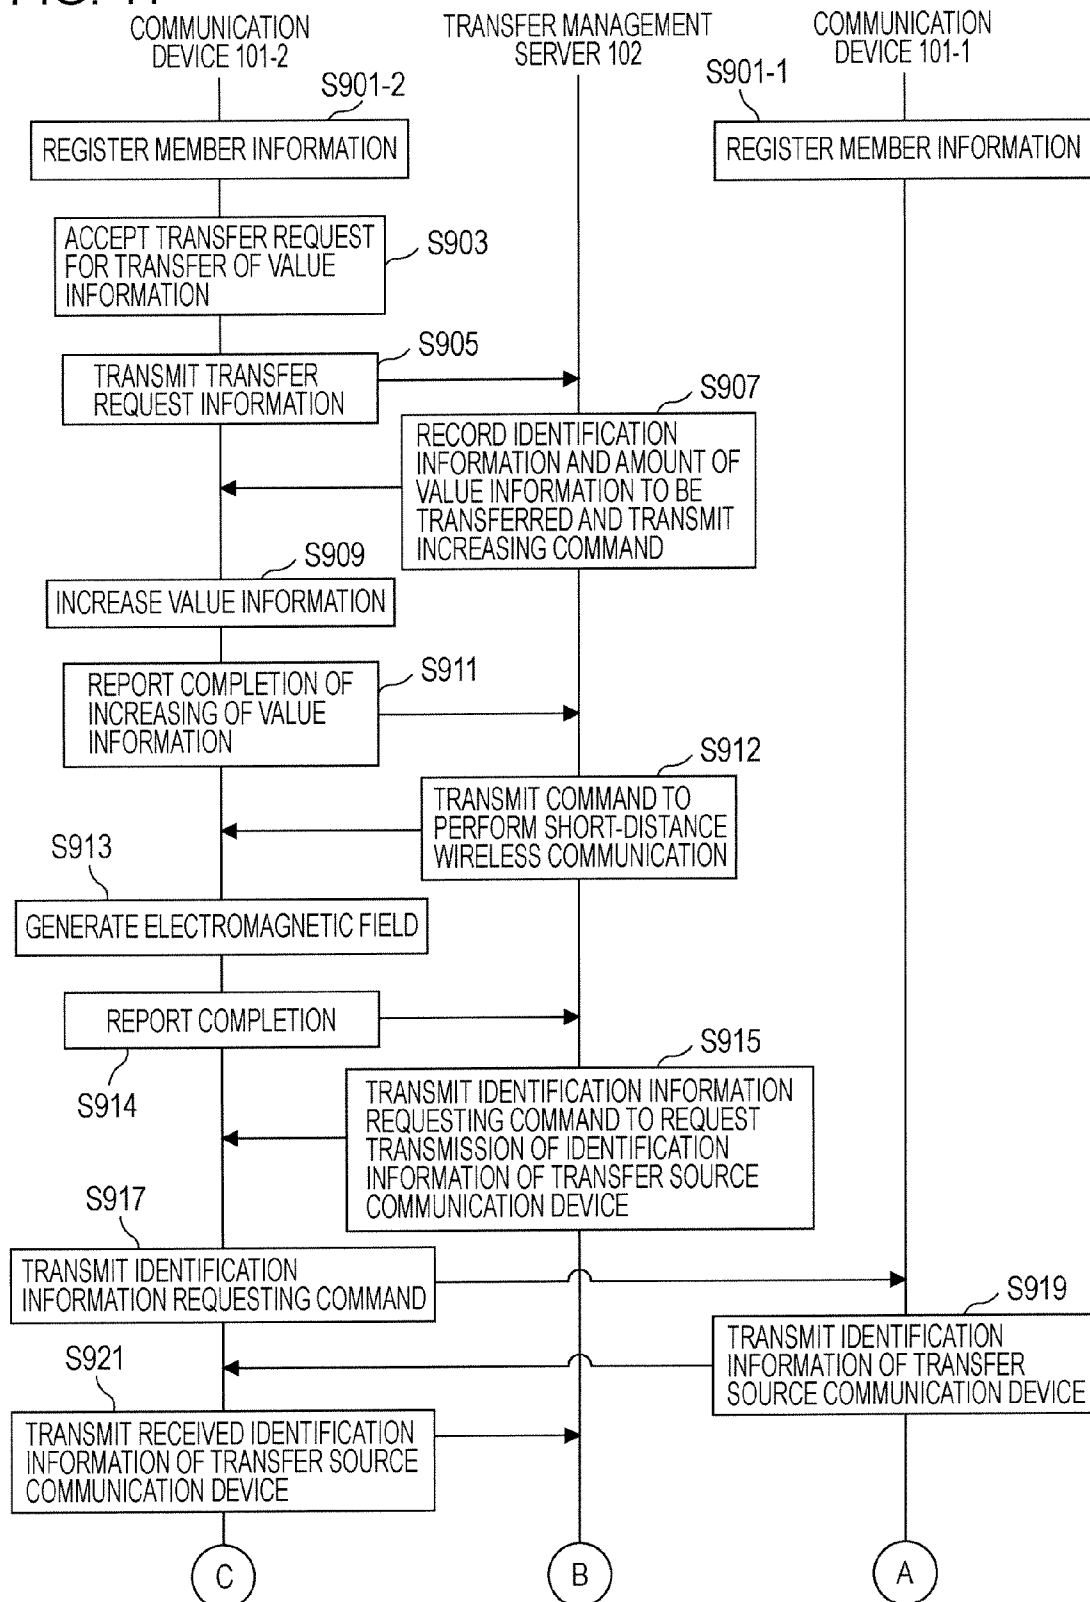 COMMUNICATION
DEVICE 101-2
TRANSFER MANAGEMENT
SERVER 102
COMMUNICATION
DEVICE 101-1
S901-2
S901-1
REGISTER MEMBER INFORMATION
REGISTER MEMBER INFORMATION
ACCEPT TRANSFER REQUEST
FOR TRANSFER OF VALUE
INFORMATION
S903
S905
TRANSMIT TRANSFER
REQUEST INFORMATION
S907
RECORD IDENTIFICATION
INFORMATION AND AMOUNT OF
VALUE INFORMATION TO BE
TRANSFERRED AND TRANSMIT
INCREASING COMMAND
S909
INCREASE VALUE INFORMATION
S911
REPORT COMPLETION OF
INCREASING OF VALUE
INFORMATION
S912
TRANSMIT COMMAND TO
PERFORM SHORT-DISTANCE
WIRELESS COMMUNICATION
S913
GENERATE ELECTROMAGNETIC FIELD
REPORT COMPLETION
S914
S915
TRANSMIT IDENTIFICATION INFORMATION
REQUESTING COMMAND TO REQUEST
TRANSMISSION OF IDENTIFICATION
INFORMATION OF TRANSFER SOURCE
COMMUNICATION DEVICE
S917
TRANSMIT IDENTIFICATION
INFORMATION REQUESTING COMMAND
S919
TRANSMIT IDENTIFICATION
INFORMATION OF TRANSFER
SOURCE COMMUNICATION DEVICE
S921
TRANSMIT RECEIVED IDENTIFICATION
INFORMATION OF TRANSFER SOURCE
COMMUNICATION DEVICE
C
B
A